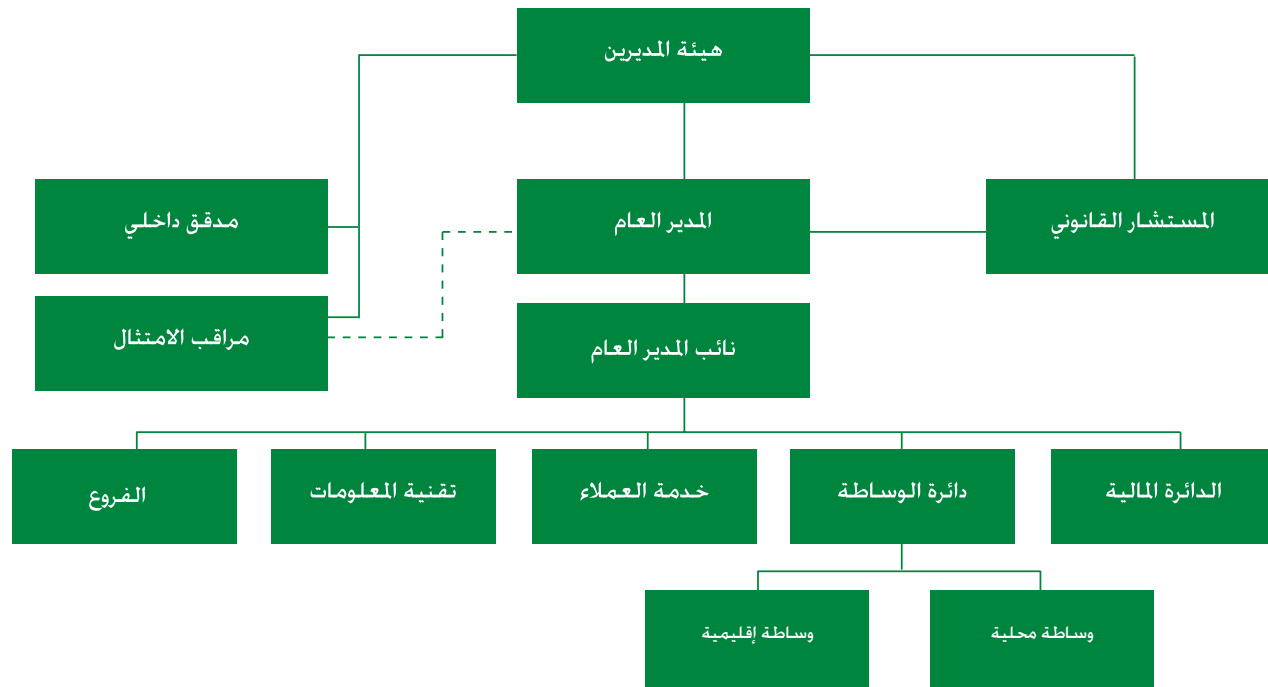 هيئة المديرين
المستشار القانوني
المدير العام
مدقق داخلي
مراقب الامتثال
نائب المدير العام
الدائرة المالية
دائرة الوساطة
خدمة العملاء
تقنية المعلومات
الفروع
وساطة محلية
وساطة إقليمية